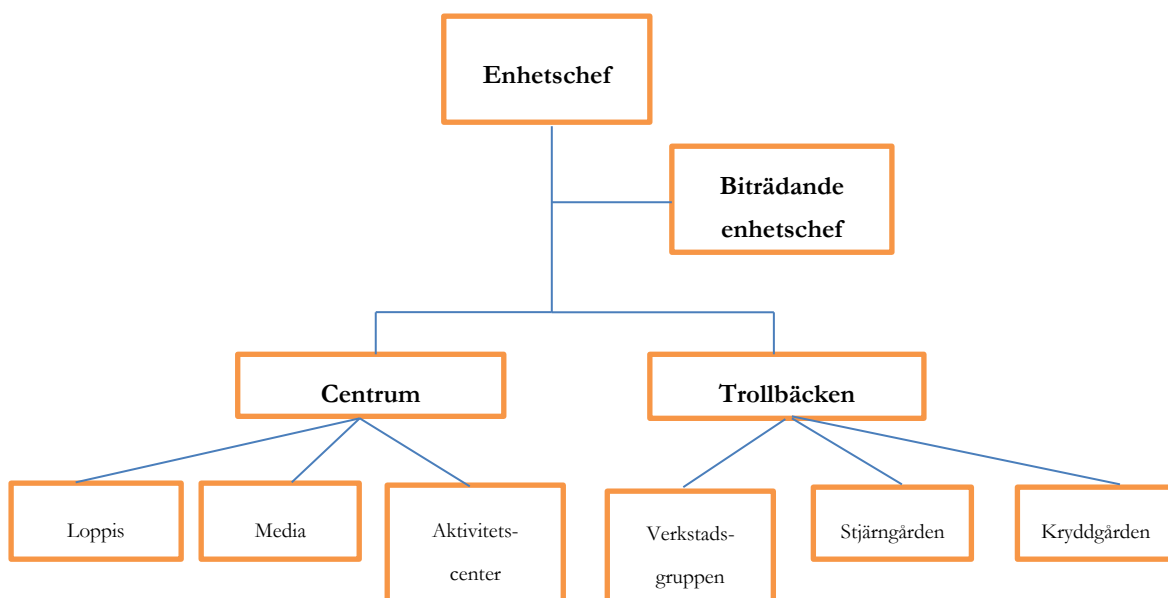 Enhetschef
Biträdande
enhetschef
Centrum
Trollbäcken
Loppis
Media
Aktivitets-
center
Verkstads-
gruppen
Stjärngården
Kryddgården